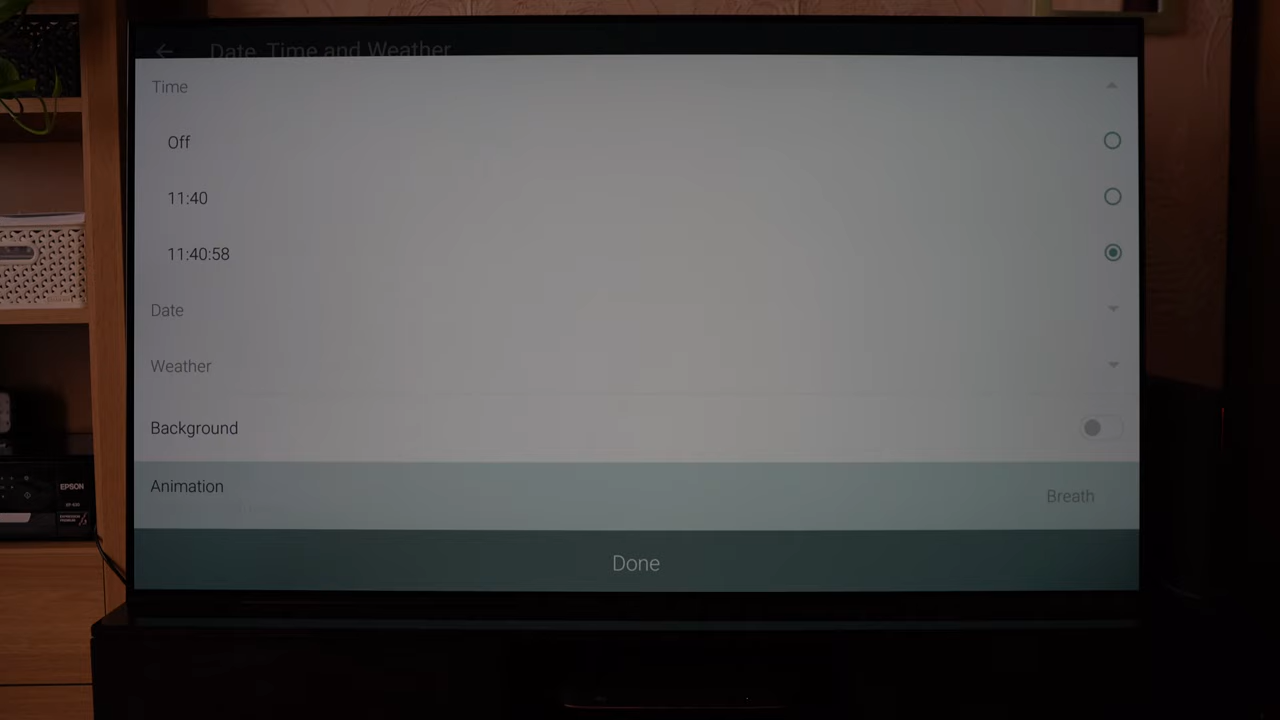 Date, Time and Weather
Time
Off
11:40
11:40:58
Date
Weather
Background
Animation
Breath
Done
EPSON